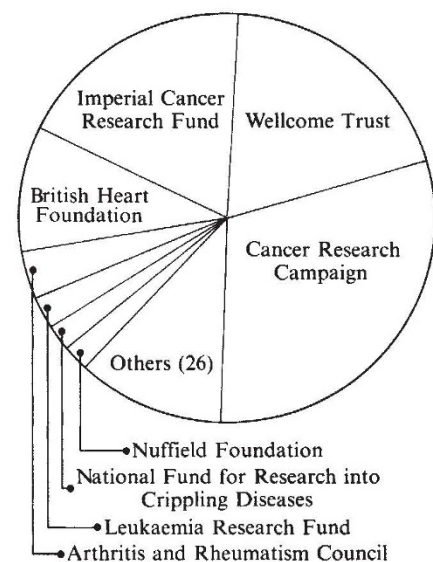 Imperial Cancer
Research Fund
Wellcome Trust
British Heart
Foundation
Cancer Research
Campaign
Others (26)
Nuffield Foundation
National Fund for Research into
Crippling Diseases
Leukaemia Research Fund
Arthritis and Rheumatism Council